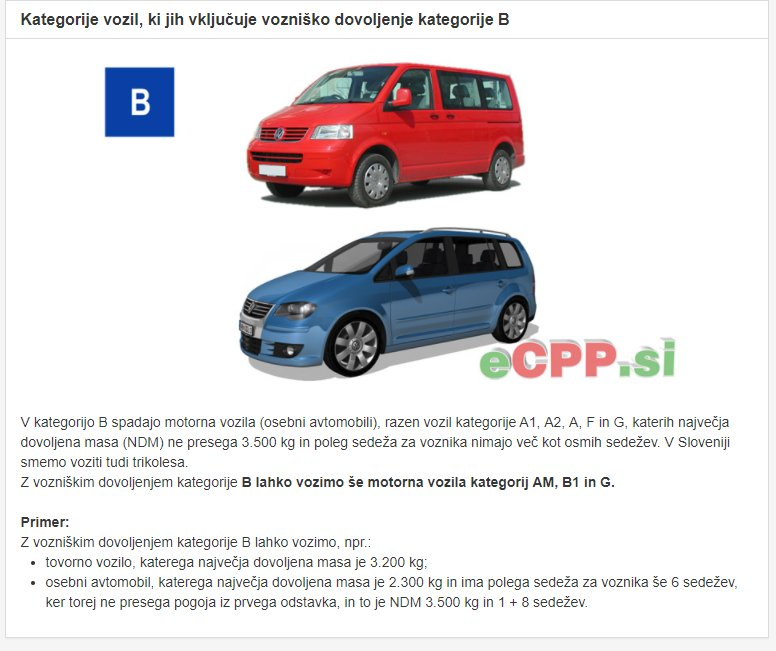 Kategorije vozil, ki jih vključuje vozniško dovoljenje kategorije B
B
eCPP.si
V kategorijo B spadajo motorna vozila (osebni avtomobili), razen vozil kategorije A1, A2, A, F in G, katerih največja
dovoljena masa (NDM) ne presega 3.500 kg in poleg sedeža za voznika nimajo več kot osmih sedežev. V Sloveniji
smemo voziti tudi trikolesa.
Z vozniškim dovoljenjem kategorije B lahko vozimo še motorna vozila kategorij AM, B1 in G.
Primer:
Z vozniškim dovoljenjem kategorije B lahko vozimo, npr.:
• tovorno vozilo, katerega največja dovoljena masa je 3.200 kg;
• osebni avtomobil, katerega največja dovoljena masa je 2.300 kg in ima polega sedeža za voznika še 6 sedežev,
ker torej ne presega pogoja iz prvega odstavka, in to je NDM 3.500 kg in 1 + 8 sedežev.